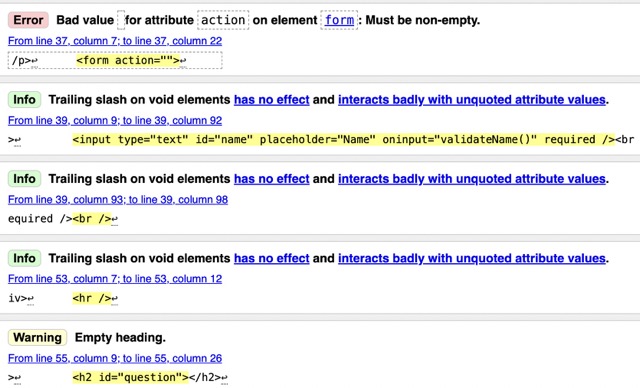 Error Bad value for attribute action on element form: Must be non-empty.
From line 37, column 7; to line 37, column 22
/p>↩ <form action="">↩
Info Trailing slash on void elements has no effect and interacts badly with unquoted attribute values.
From line 39, column 9; to line 39, column 92
>↩ <input type="text" id="name" placeholder="Name" oninput="validateName()" required /><br
Info Trailing slash on void elements has no effect and interacts badly with unquoted attribute values.
From line 39, column 93; to line 39, column 98
equired /><br />↩
Info Trailing slash on void elements has no effect and interacts badly with unquoted attribute values.
From line 53, column 7; to line 53, column 12
iv>↩ <hr />↩
Warning Empty heading.
From line 55, column 9; to line 55, column 26
>↩ <h2 id="question"></h2>↩